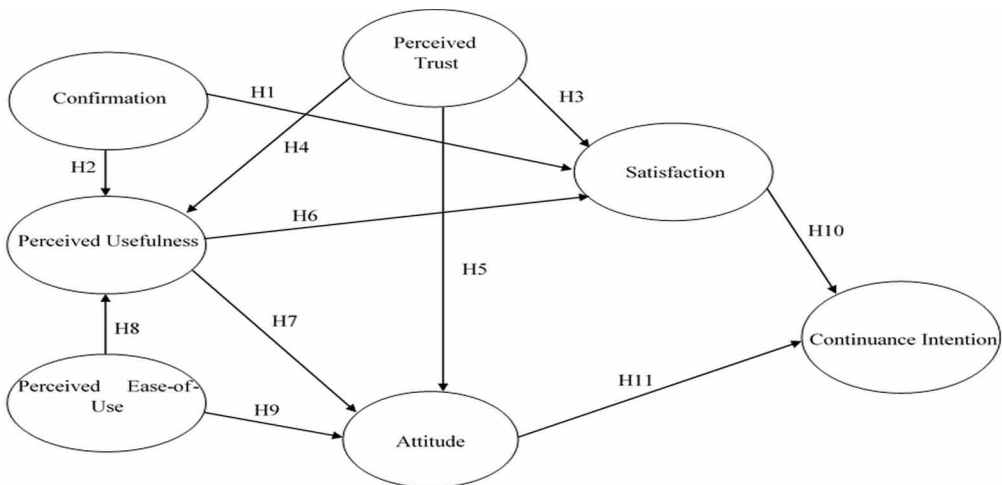 Perceived
Trust
Confirmation
H1
H3
H2
H4
Satisfaction
H6
Perceived Usefulness
H10
H5
H7
H8
Continuance Intention
Perceived Ease-of-
Use
H11
H9
Attitude